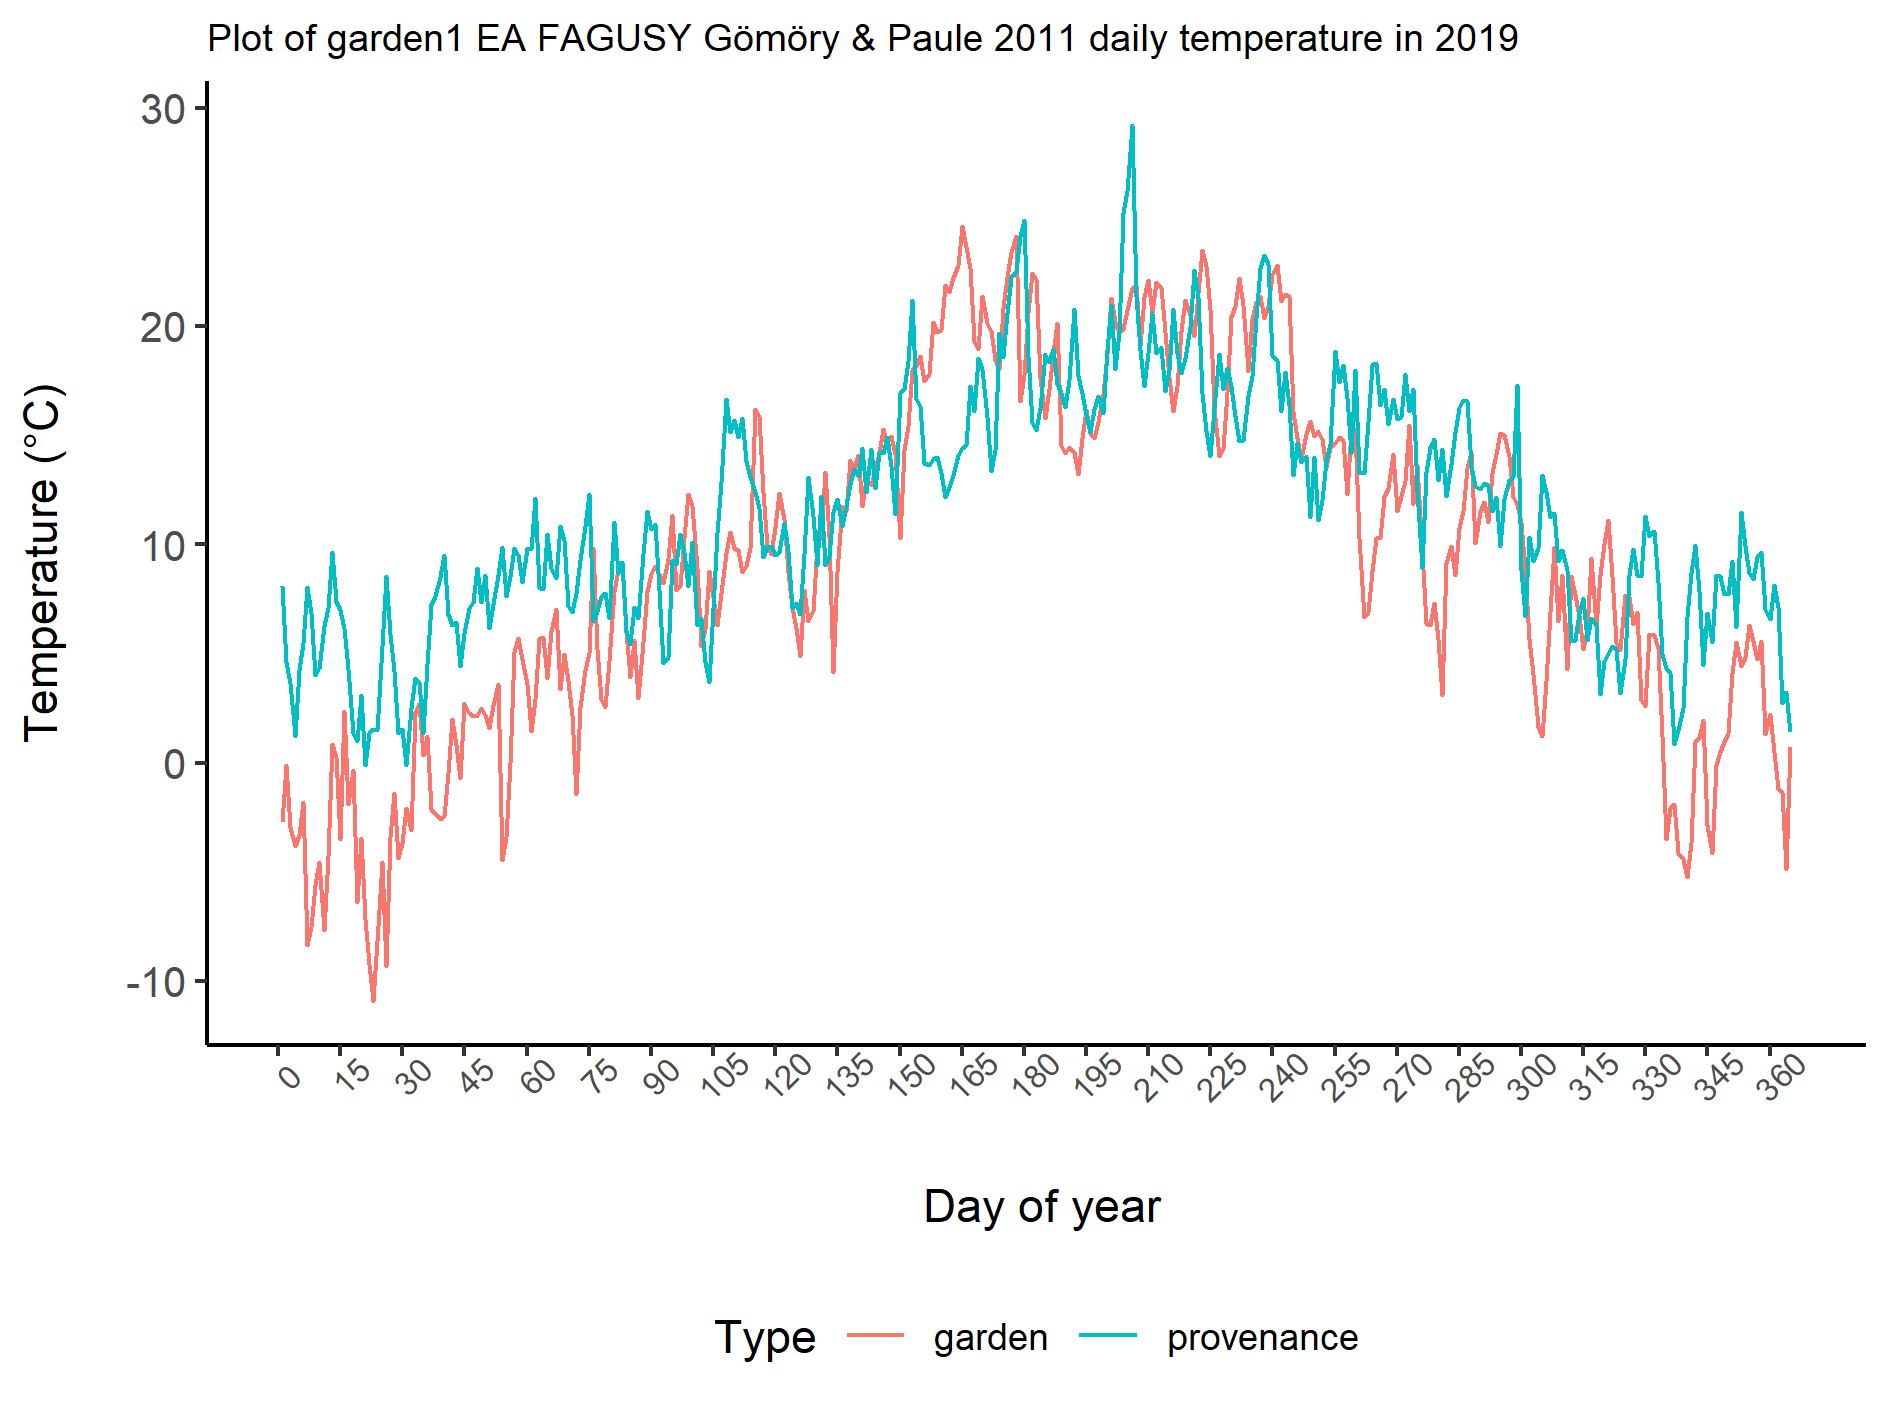 Plot of garden1 EA FAGUSY Gömöry & Paule 2011 daily temperature in 2019
Temperature (°C)
30
20
10
0
-10
0 15 30 45 60 75 90 105 120 135 150 165 180 195 210 225 240 255 270 285 300 315 330 345 360
Day of year
Type garden provenance